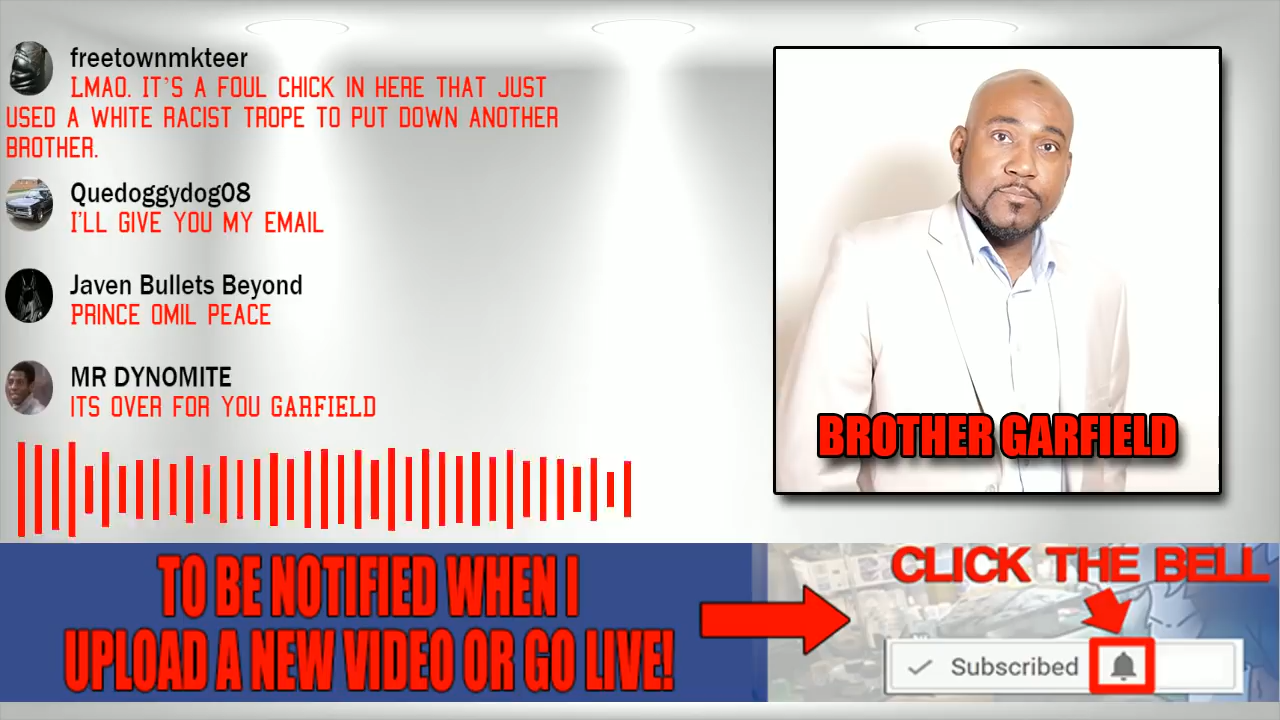 freetownmkteer
LMAO. IT'S A FOUL CHICK IN HERE THAT JUST
USED A WHITE RACIST TROPE TO PUT DOWN ANOTHER
BROTHER.
Quedoggydog08
I'LL GIVE YOU MY EMAIL
Javen Bullets Beyond
PRINCE OMIL PEACE
MR DYNOMITE
ITS OVER FOR YOU GARFIELD
BROTHER GARFIELD
TO BE NOTIFIED WHEN I
UPLOAD A NEW VIDEO OR GO LIVE!
CLICK THE BELL
Subscribed